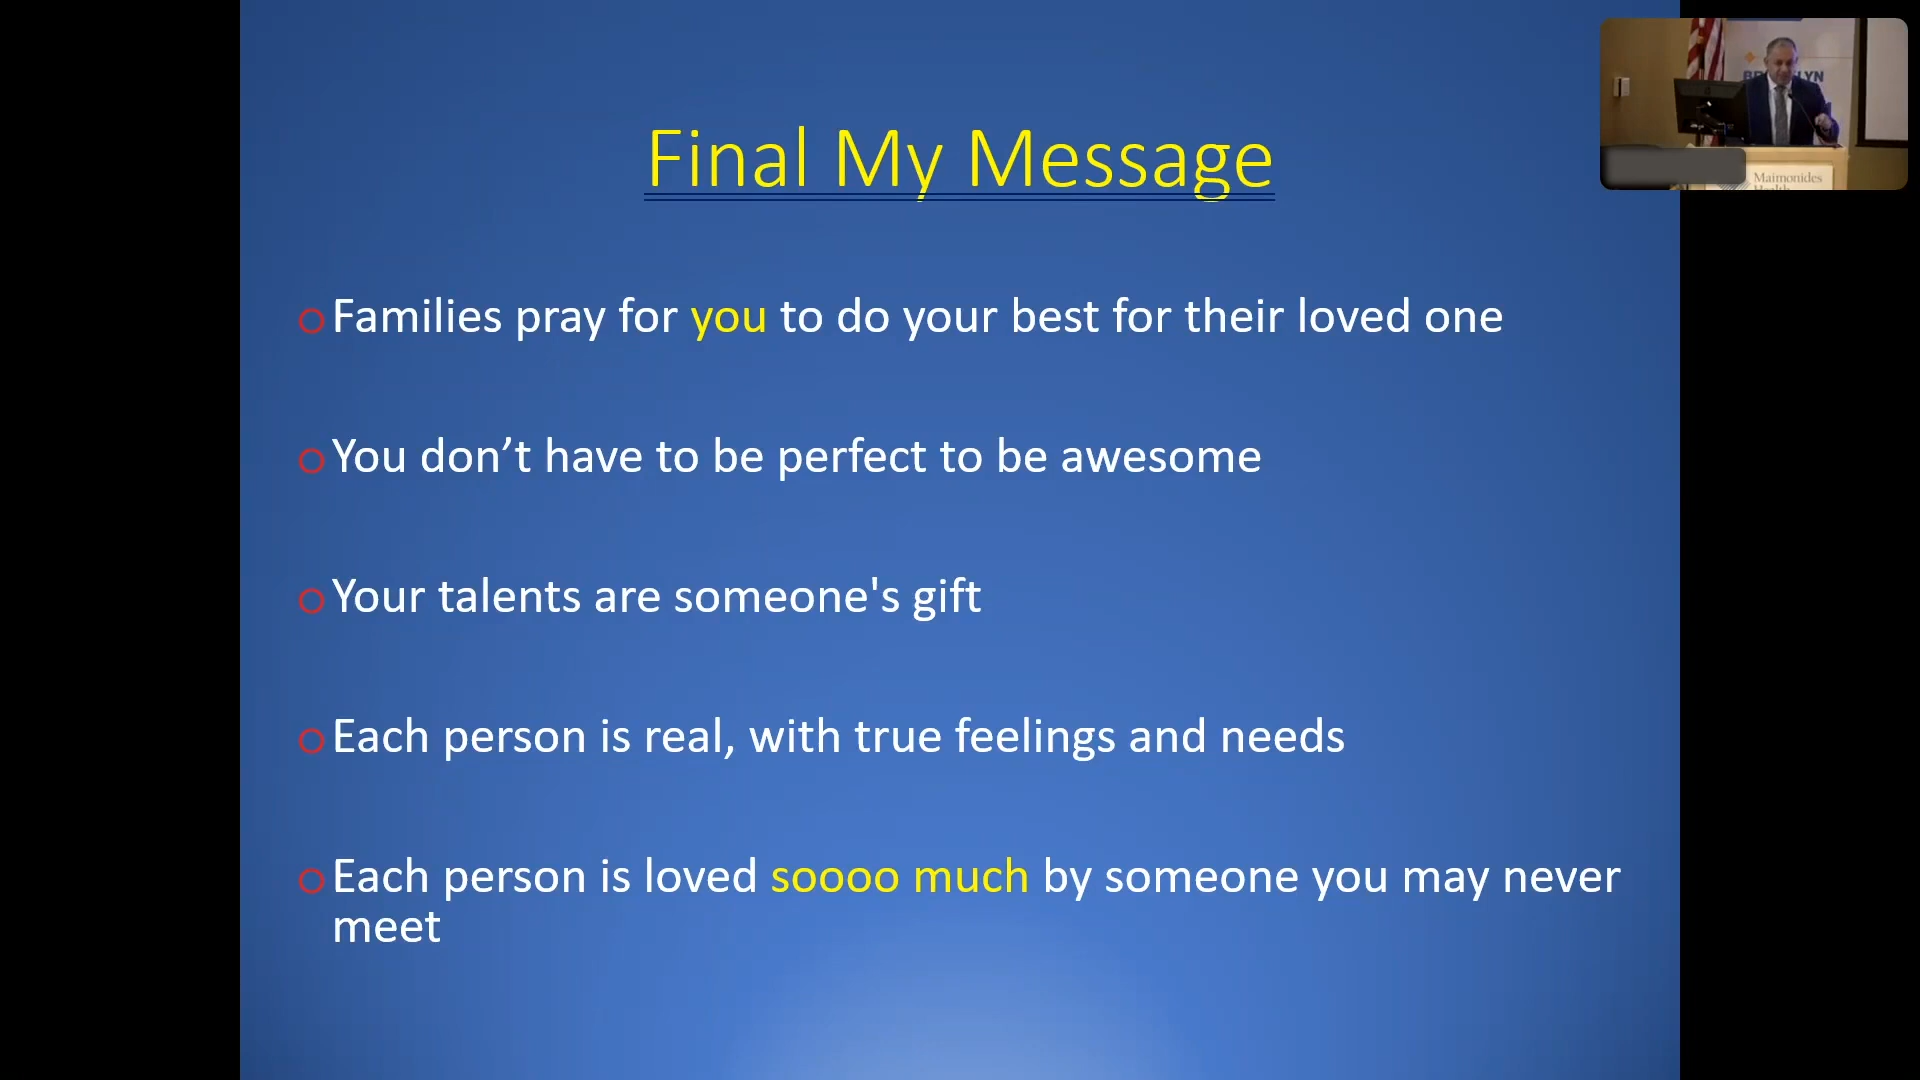 Final My Message
Families pray for you to do your best for their loved one
You don’t have to be perfect to be awesome
Your talents are someone's gift
Each person is real, with true feelings and needs
Each person is loved soooo much by someone you may never
meet
Maimonides
Health